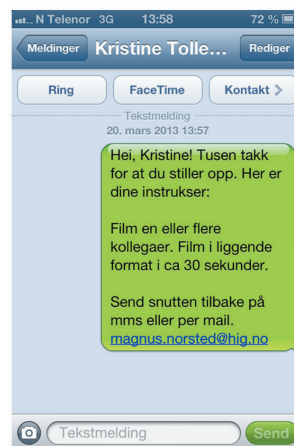 N Telenor 3G 13:58 72 %
Meldinger Kristine Tolle... Rediger
Ring FaceTime Kontakt
Tekstmelding
20. mars 2013 13:57
Hei, Kristine! Tusen takk
for at du stiller opp. Her er
dine instrukser:
Film en eller flere
kollegaer. Film i liggende
format i ca 30 sekunder.
Send snutten tilbake på
mms eller per mail.
magnus.norsted@hig.no
Tekstmelding Send